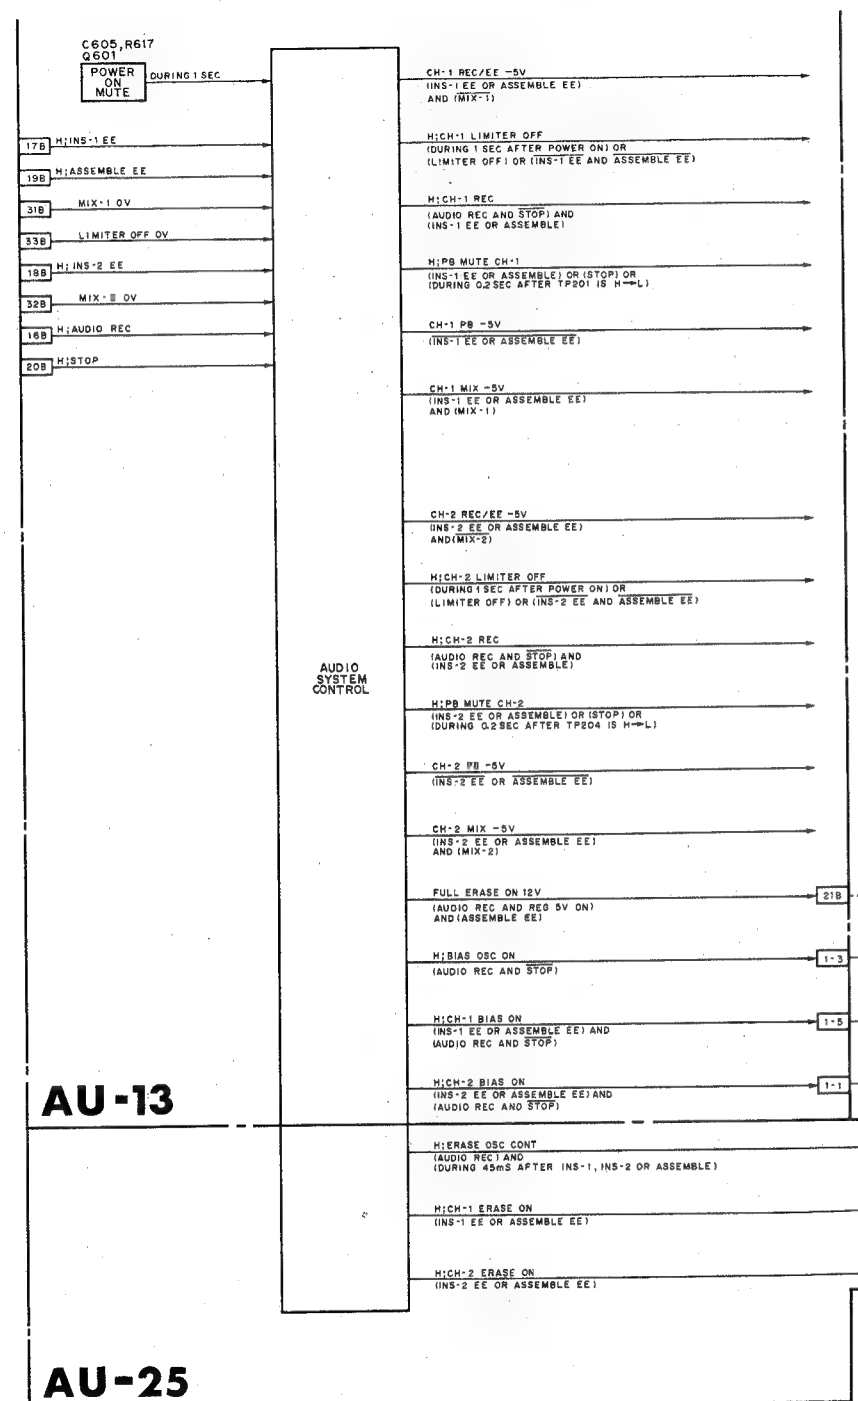 C605,R617
Q601
POWER
ON
MUTE
DURING 1 SEC
17B H;INS-1 EE
19B H;ASSEMBLE EE
31B MIX-1 0V
33B LIMITER OFF 0V
18B H;INS-2 EE
32B MIX-II 0V
16B H;AUDIO REC
20B H;STOP
AUDIO
SYSTEM
CONTROL
CH-1 REC/EE -5V
(INS-1 EE OR ASSEMBLE EE)
AND (MIX-1)
H;CH-1 LIMITER OFF
(DURING 1 SEC AFTER POWER ON) OR
(LIMITER OFF) OR (INS-1 EE AND ASSEMBLE EE)
H;CH-1 REC
(AUDIO REC AND STOP) AND
(INS-1 EE OR ASSEMBLE)
H;PB MUTE CH-1
(INS-1 EE OR ASSEMBLE) OR (STOP) OR
(DURING 0.2SEC AFTER TP201 IS H→L)
CH-1 PB -5V
(INS-1 EE OR ASSEMBLE EE)
CH-1 MIX -5V
(INS-1 EE OR ASSEMBLE EE)
AND (MIX-1)
CH-2 REC/EE -5V
(INS-2 EE OR ASSEMBLE EE)
AND(MIX-2)
H;CH-2 LIMITER OFF
(DURING 1 SEC AFTER POWER ON) OR
(LIMITER OFF) OR (INS-2 EE AND ASSEMBLE EE)
H;CH-2 REC
(AUDIO REC AND STOP) AND
(INS-2 EE OR ASSEMBLE)
H;PB MUTE CH-2
(INS-2 EE OR ASSEMBLE) OR (STOP) OR
(DURING 0.2SEC AFTER TP204 IS H→L)
CH-2 -5V
(INS-2 EE OR ASSEMBLE EE)
CH-2 MIX -5V
(INS-2 EE OR ASSEMBLE EE)
AND (MIX-2)
FULL ERASE ON 12V 21B
(AUDIO REC AND REG 5V ON)
AND(ASSEMBLE EE)
H;BIAS OSC ON 1-3
(AUDIO REC AND STOP)
H;CH-1 BIAS ON 1-5
(INS-1 EE OR ASSEMBLE EE) AND
(AUDIO REC AND STOP)
H;CH-2 BIAS ON 1-1
(INS-2 EE OR ASSEMBLE EE)AND
(AUDIO REC AND STOP)
AU-13
H;ERASE OSC CONT
(AUDIO REC) AND
(DURING 45mS AFTER INS-1, INS-2 OR ASSEMBLE)
H;CH-1 ERASE ON
(INS-1 EE OR ASSEMBLE EE)
H;CH-2 ERASE ON
(INS-2 EE OR ASSEMBLE EE)
AU-25